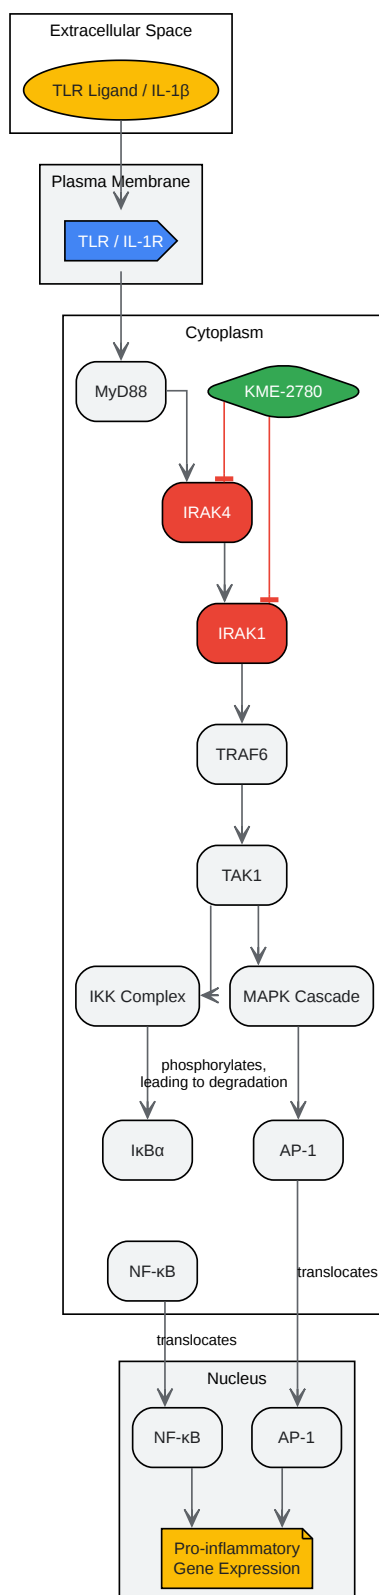 Extracellular Space
TLR Ligand / IL-1β
Plasma Membrane
TLR / IL-1R
Cytoplasm
MyD88
KME-2780
IRAK4
IRAK1
TRAF6
TAK1
IKK Complex
MAPK Cascade
phosphorylates,
leading to degradation
IκBα
AP-1
NF-κB
translocates
translocates
Nucleus
NF-κB
AP-1
Pro-inflammatory
Gene Expression